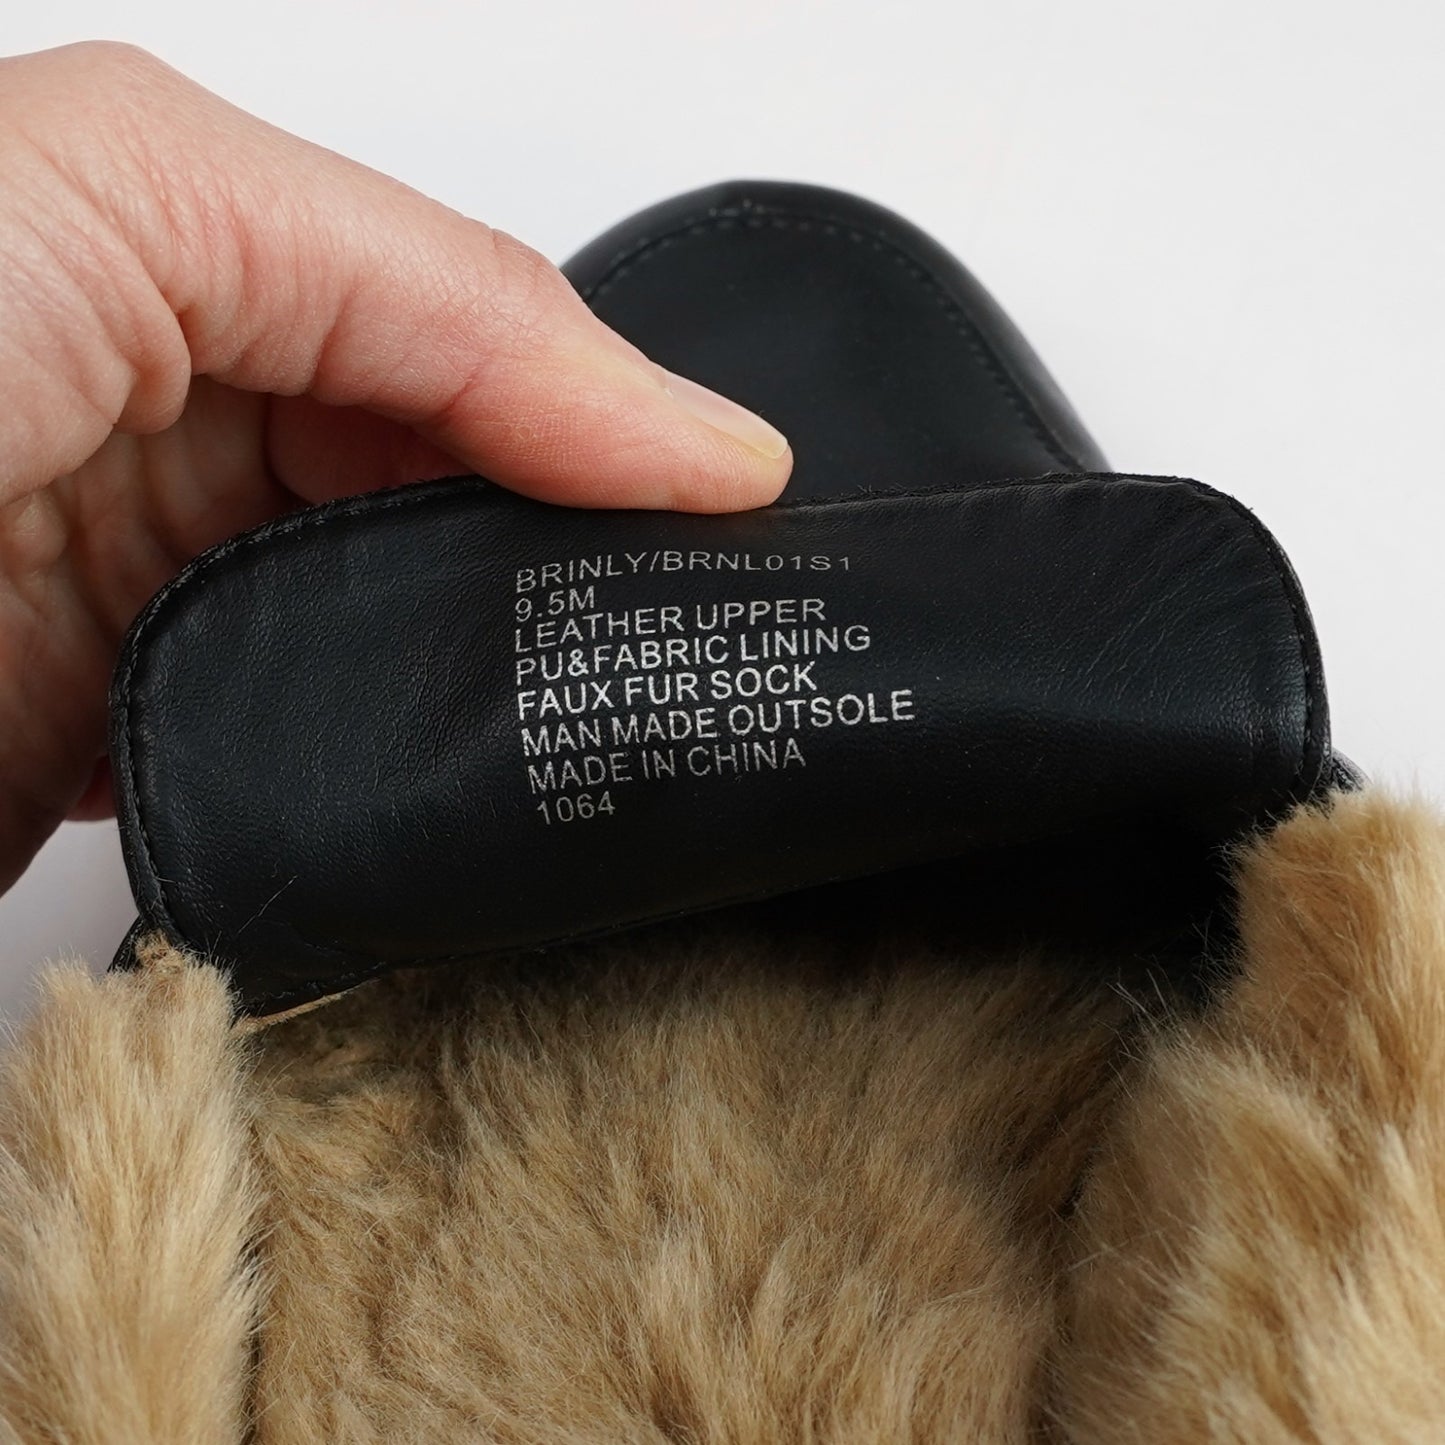 BRINLY/BRNL01S1
9.5M
LEATHER UPPER
PU&FABRIC LINING
FAUX FUR SOCK
MAN MADE OUTSOLE
MADE IN CHINA
1064